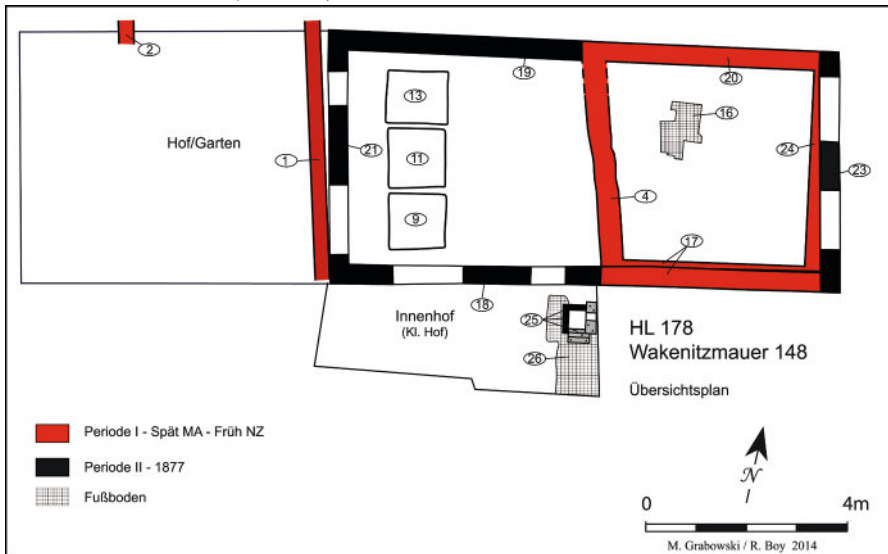 2
19
20
13
16
Hof/Garten
1
21
11
24
23
4
9
17
18
Innenhof
(Kl. Hof)
25
26
HL 178
Wakenitzmauer 148
Übersichtsplan
Periode I - Spät MA - Früh NZ
Periode II - 1877
Fußboden
N
0 4m
M. Grabowski / R. Boy 2014